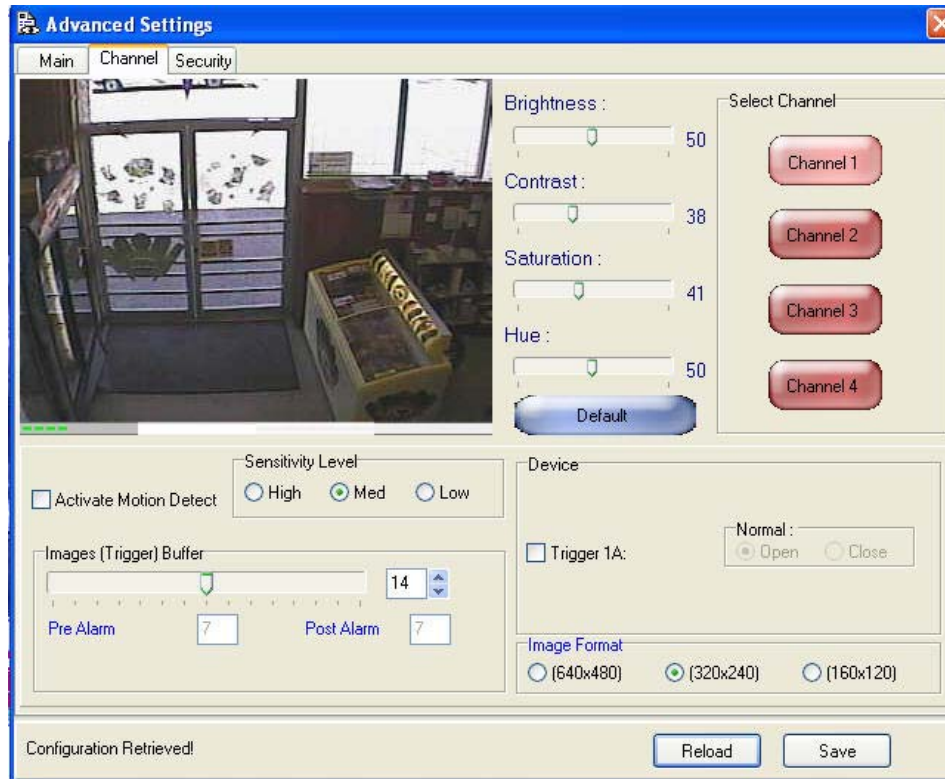 Advanced Settings
Main Channel Security
Brightness :
50
Contrast :
38
Saturation :
41
Hue :
50
Default
Select Channel
Channel 1
Channel 2
Channel 3
Channel 4
Activate Motion Detect
Sensitivity Level
High Med Low
Images (Trigger) Buffer
14
Pre Alarm 7 Post Alarm 7
Device
Trigger 1A:
Normal :
Open Close
Image Format
(640x480) (320x240) (160x120)
Configuration Retrieved!
Reload Save